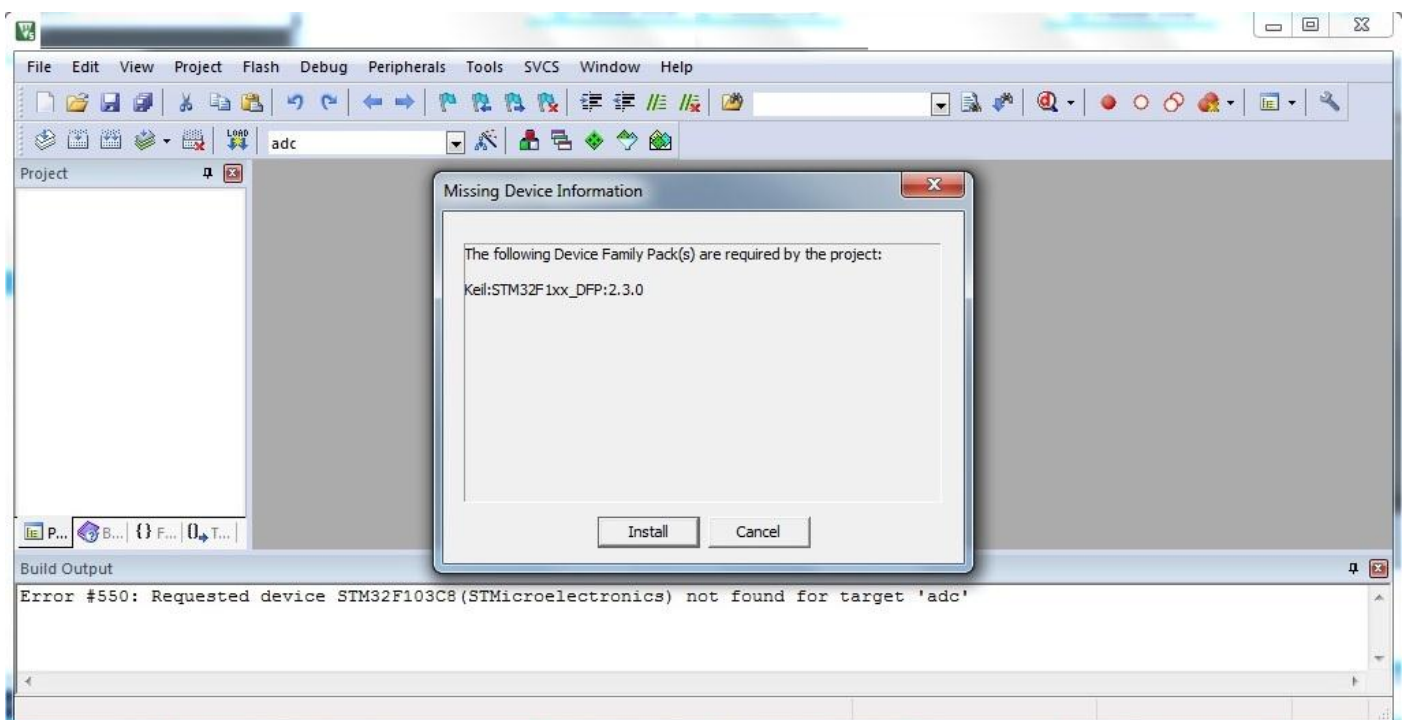 File Edit View Project Flash Debug Peripherals Tools SVCS Window Help
LOAD
adc
Project
Missing Device Information
The following Device Family Pack(s) are required by the project:
Keil:STM32F1xx_DFP:2.3.0
Install Cancel
P... B... {} F... T...
Build Output
Error #550: Requested device STM32F103C8(STMicroelectronics) not found for target 'adc'